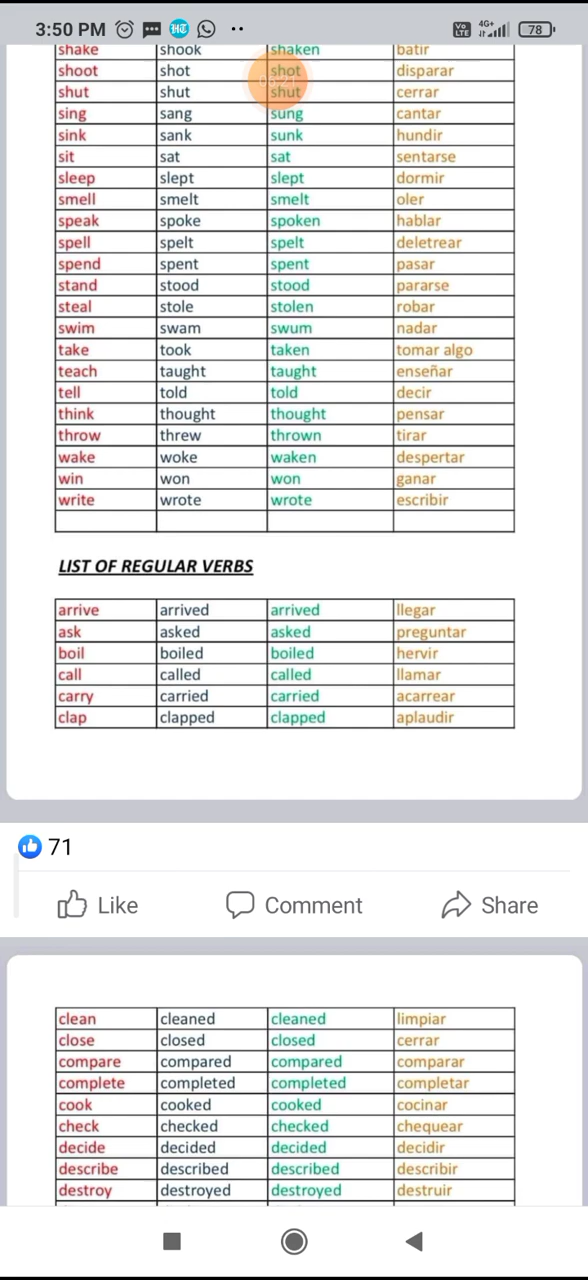 3:50 PM HT Vo LTE 4G+ 78
shake shook shaken batir
shoot shot shot disparar
shut shut shut cerrar
sing sang sung cantar
sink sank sunk hundir
sit sat sat sentarse
sleep slept slept dormir
smell smelt smelt oler
speak spoke spoken hablar
spell spelt spelt deletrear
spend spent spent pasar
stand stood stood pararse
steal stole stolen robar
swim swam swum nadar
take took taken tomar algo
teach taught taught enseñar
tell told told decir
think thought thought pensar
throw threw thrown tirar
wake woke waken despertar
win won won ganar
write wrote wrote escribir
LIST OF REGULAR VERBS
arrive arrived arrived llegar
ask asked asked preguntar
boil boiled boiled hervir
call called called llamar
carry carried carried acarrear
clap clapped clapped aplaudir
71
Like Comment Share
clean cleaned cleaned limpiar
close closed closed cerrar
compare compared compared comparar
complete completed completed completar
cook cooked cooked cocinar
check checked checked chequear
decide decided decided decidir
describe described described describir
destroy destroyed destroyed destruir